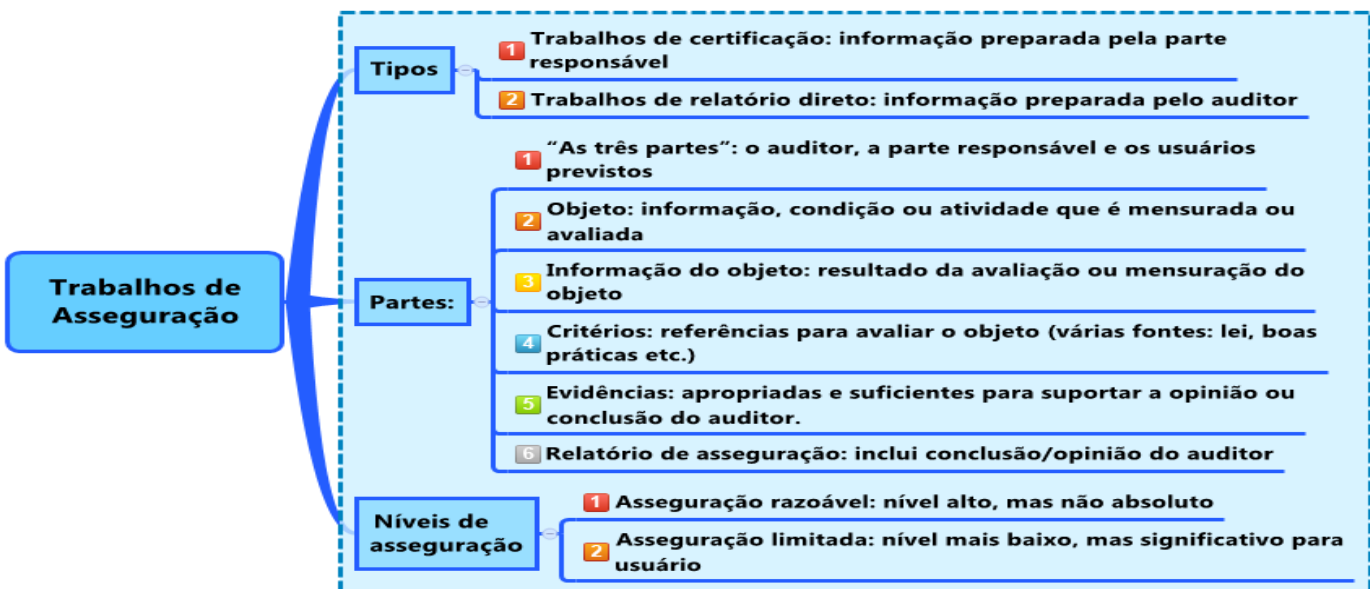 Trabalhos de
Asseguração
Tipos
1 Trabalhos de certificação: informação preparada pela parte
responsável
2 Trabalhos de relatório direto: informação preparada pelo auditor
Partes:
1 “As três partes”: o auditor, a parte responsável e os usuários
previstos
2 Objeto: informação, condição ou atividade que é mensurada ou
avaliada
3 Informação do objeto: resultado da avaliação ou mensuração do
objeto
4 Critérios: referências para avaliar o objeto (várias fontes: lei, boas
práticas etc.)
5 Evidências: apropriadas e suficientes para suportar a opinião ou
conclusão do auditor.
6 Relatório de asseguração: inclui conclusão/opinião do auditor
Níveis de
asseguração
1 Asseguração razoável: nível alto, mas não absoluto
2 Asseguração limitada: nível mais baixo, mas significativo para
usuário